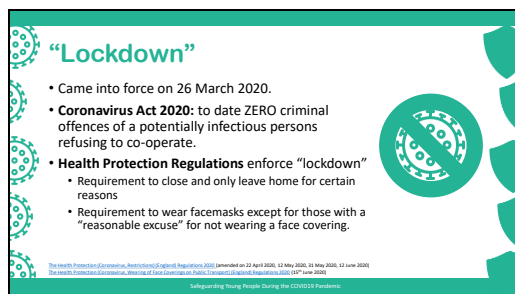 “Lockdown”
• Came into force on 26 March 2020.
• Coronavirus Act 2020: to date ZERO criminal
offences of a potentially infectious persons
refusing to co-operate.
• Health Protection Regulations enforce “lockdown”
• Requirement to close and only leave home for certain
reasons
• Requirement to wear facemasks except for those with a
“reasonable excuse” for not wearing a face covering.
The Health Protection (Coronavirus, Restrictions) (England) Regulations 2020 (amended on 22 April 2020, 12 May 2020, 31 May 2020, 12 June 2020)
The Health Protection (Coronavirus, Wearing of Face Coverings on Public Transport) (England) Regulations 2020 (15th June 2020)
Safeguarding Young People During the COVID19 Pandemic